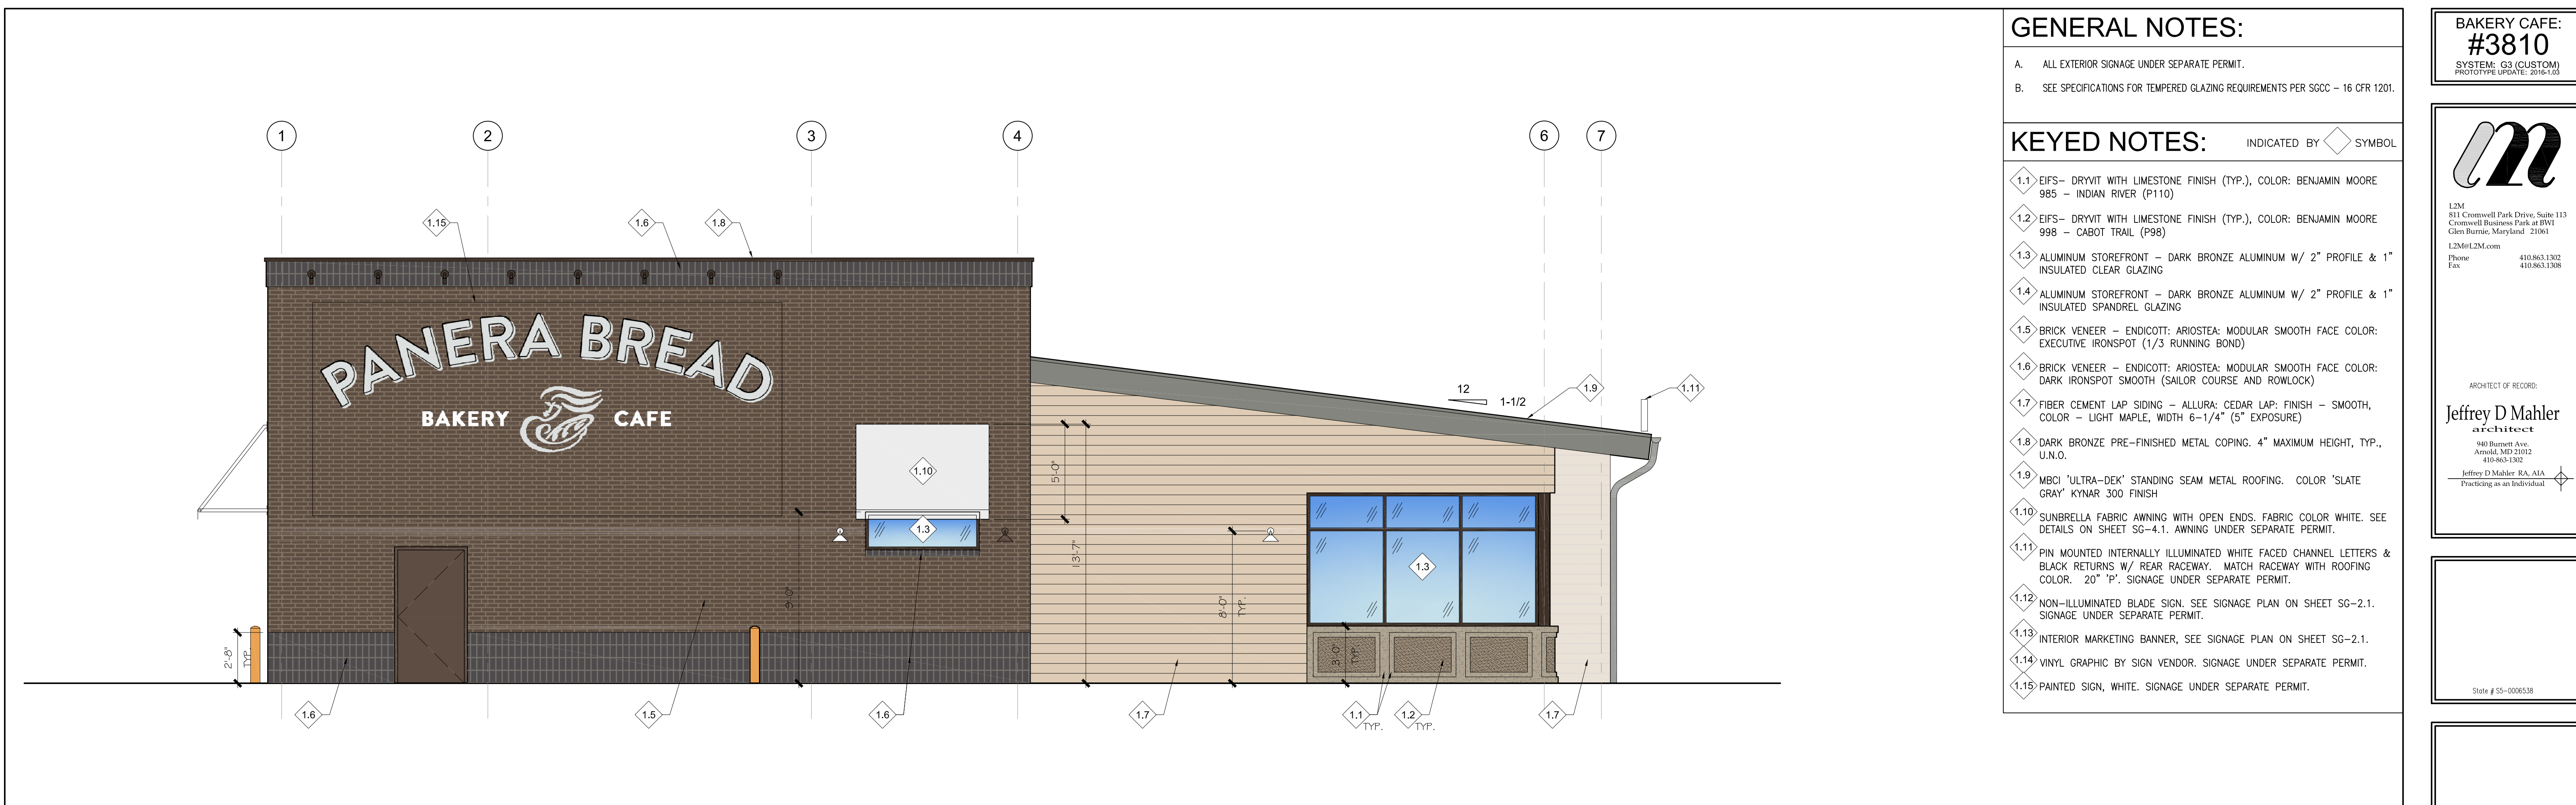 GENERAL NOTES:
A. ALL EXTERIOR SIGNAGE UNDER SEPARATE PERMIT.
B. SEE SPECIFICATIONS FOR TEMPERED GLAZING REQUIREMENTS PER SGCC – 16 CFR 1201.
KEYED NOTES: INDICATED BY SYMBOL
1.1 EIFS– DRYVIT WITH LIMESTONE FINISH (TYP.), COLOR: BENJAMIN MOORE
985 – INDIAN RIVER (P110)
1.2 EIFS– DRYVIT WITH LIMESTONE FINISH (TYP.), COLOR: BENJAMIN MOORE
998 – CABOT TRAIL (P98)
1.3 ALUMINUM STOREFRONT – DARK BRONZE ALUMINUM W/ 2" PROFILE & 1"
INSULATED CLEAR GLAZING
1.4 ALUMINUM STOREFRONT – DARK BRONZE ALUMINUM W/ 2" PROFILE & 1"
INSULATED SPANDREL GLAZING
1.5 BRICK VENEER – ENDICOTT: ARIOSTEA: MODULAR SMOOTH FACE COLOR:
EXECUTIVE IRONSPOT (1/3 RUNNING BOND)
1.6 BRICK VENEER – ENDICOTT: ARIOSTEA: MODULAR SMOOTH FACE COLOR:
DARK IRONSPOT SMOOTH (SAILOR COURSE AND ROWLOCK)
1.7 FIBER CEMENT LAP SIDING – ALLURA: CEDAR LAP: FINISH – SMOOTH,
COLOR – LIGHT MAPLE, WIDTH 6–1/4" (5" EXPOSURE)
1.8 DARK BRONZE PRE–FINISHED METAL COPING. 4" MAXIMUM HEIGHT, TYP.,
U.N.O.
1.9 MBCI 'ULTRA–DEK' STANDING SEAM METAL ROOFING. COLOR 'SLATE
GRAY' KYNAR 300 FINISH
1.10 SUNBRELLA FABRIC AWNING WITH OPEN ENDS. FABRIC COLOR WHITE. SEE
DETAILS ON SHEET SG–4.1. AWNING UNDER SEPARATE PERMIT.
1.11 PIN MOUNTED INTERNALLY ILLUMINATED WHITE FACED CHANNEL LETTERS &
BLACK RETURNS W/ REAR RACEWAY. MATCH RACEWAY WITH ROOFING
COLOR. 20" 'P'. SIGNAGE UNDER SEPARATE PERMIT.
1.12 NON–ILLUMINATED BLADE SIGN. SEE SIGNAGE PLAN ON SHEET SG–2.1.
SIGNAGE UNDER SEPARATE PERMIT.
1.13 INTERIOR MARKETING BANNER, SEE SIGNAGE PLAN ON SHEET SG–2.1.
1.14 VINYL GRAPHIC BY SIGN VENDOR. SIGNAGE UNDER SEPARATE PERMIT.
1.15 PAINTED SIGN, WHITE. SIGNAGE UNDER SEPARATE PERMIT.
BAKERY CAFE:
#3810
SYSTEM: G3 (CUSTOM)
PROTOTYPE UPDATE: 2016-1.03
L2M
811 Cromwell Park Drive, Suite 113
Cromwell Business Park at BWI
Glen Burnie, Maryland 21061
L2M@L2M.com
Phone 410.863.1302
Fax 410.863.1308
ARCHITECT OF RECORD:
Jeffrey D Mahler
architect
940 Burnett Ave.
Arnold, MD 21012
410-863-1302
Jeffrey D Mahler RA, AIA
Practicing as an Individual
State # S5-0006538
1 2 3 4 6 7
1.15 1.6 1.8
PANERA BREAD
BAKERY CAFE
12
1-1/2
1.9 1.11
1.10
5'-0"
1.3
13'-7"
9'-0"
8'-0"
TYP.
1.3
2'-8"
TYP.
3'-0"
TYP.
1.6 1.5 1.6 1.7 1.1 1.2 1.7
TYP. TYP.